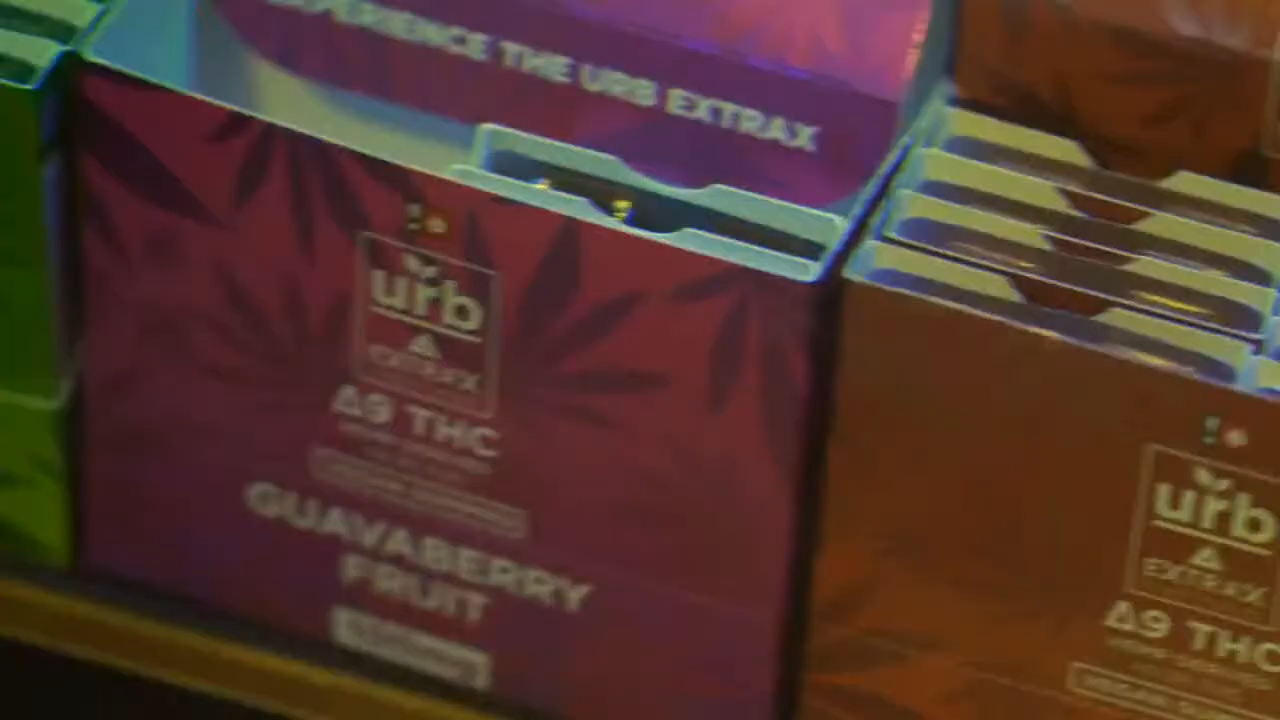 EXPERIENCE THE URB EXTRAX
urb
EXTRAX
Δ9 THC
GUAVABERRY
FRUIT
urb
EXTRAX
Δ9 THC